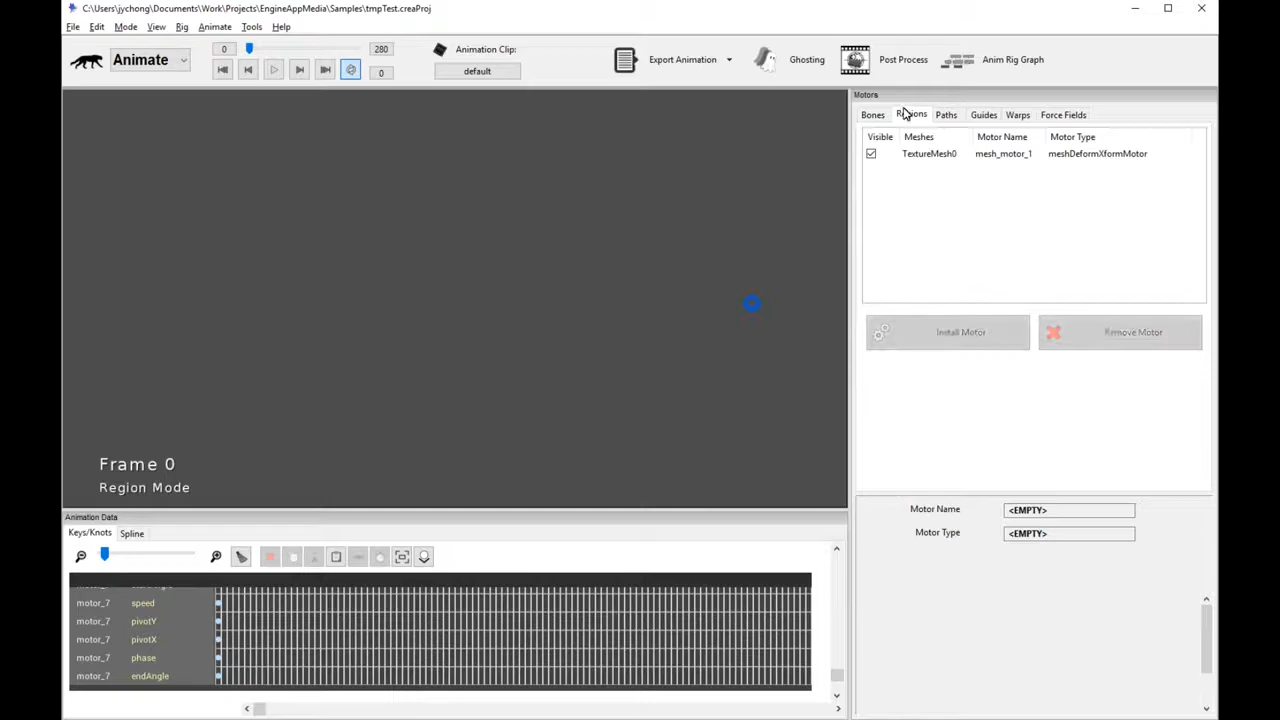 C:\Users\jychong\Documents\Work\Projects\EngineAppMedia\Samples\tmpTest.creaProj
File Edit Mode View Rig Animate Tools Help
Animate
0 280
0
Animation Clip:
default
Export Animation
Ghosting
Post Process
Anim Rig Graph
Motors
Bones Regions Paths Guides Warps Force Fields
Visible Meshes Motor Name Motor Type
TextureMesh0 mesh_motor_1 meshDeformXformMotor
Install Motor Remove Motor
Frame 0
Region Mode
Motor Name <EMPTY>
Motor Type <EMPTY>
Animation Data
Keys/Knots Spline
motor_7 speed
motor_7 pivotY
motor_7 pivotX
motor_7 phase
motor_7 endAngle